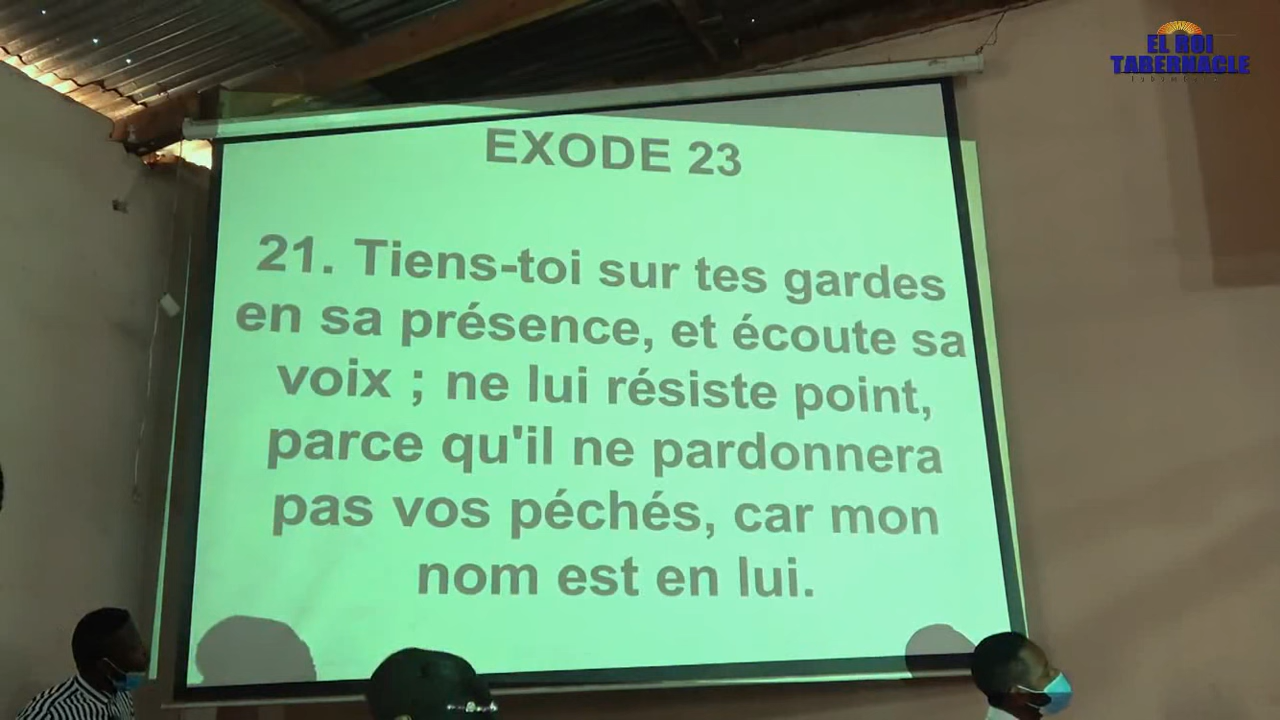 EL ROI
TABERNACLE
EXODE 23
21. Tiens-toi sur tes gardes
en sa présence, et écoute sa
voix ; ne lui résiste point,
parce qu'il ne pardonnera
pas vos péchés, car mon
nom est en lui.